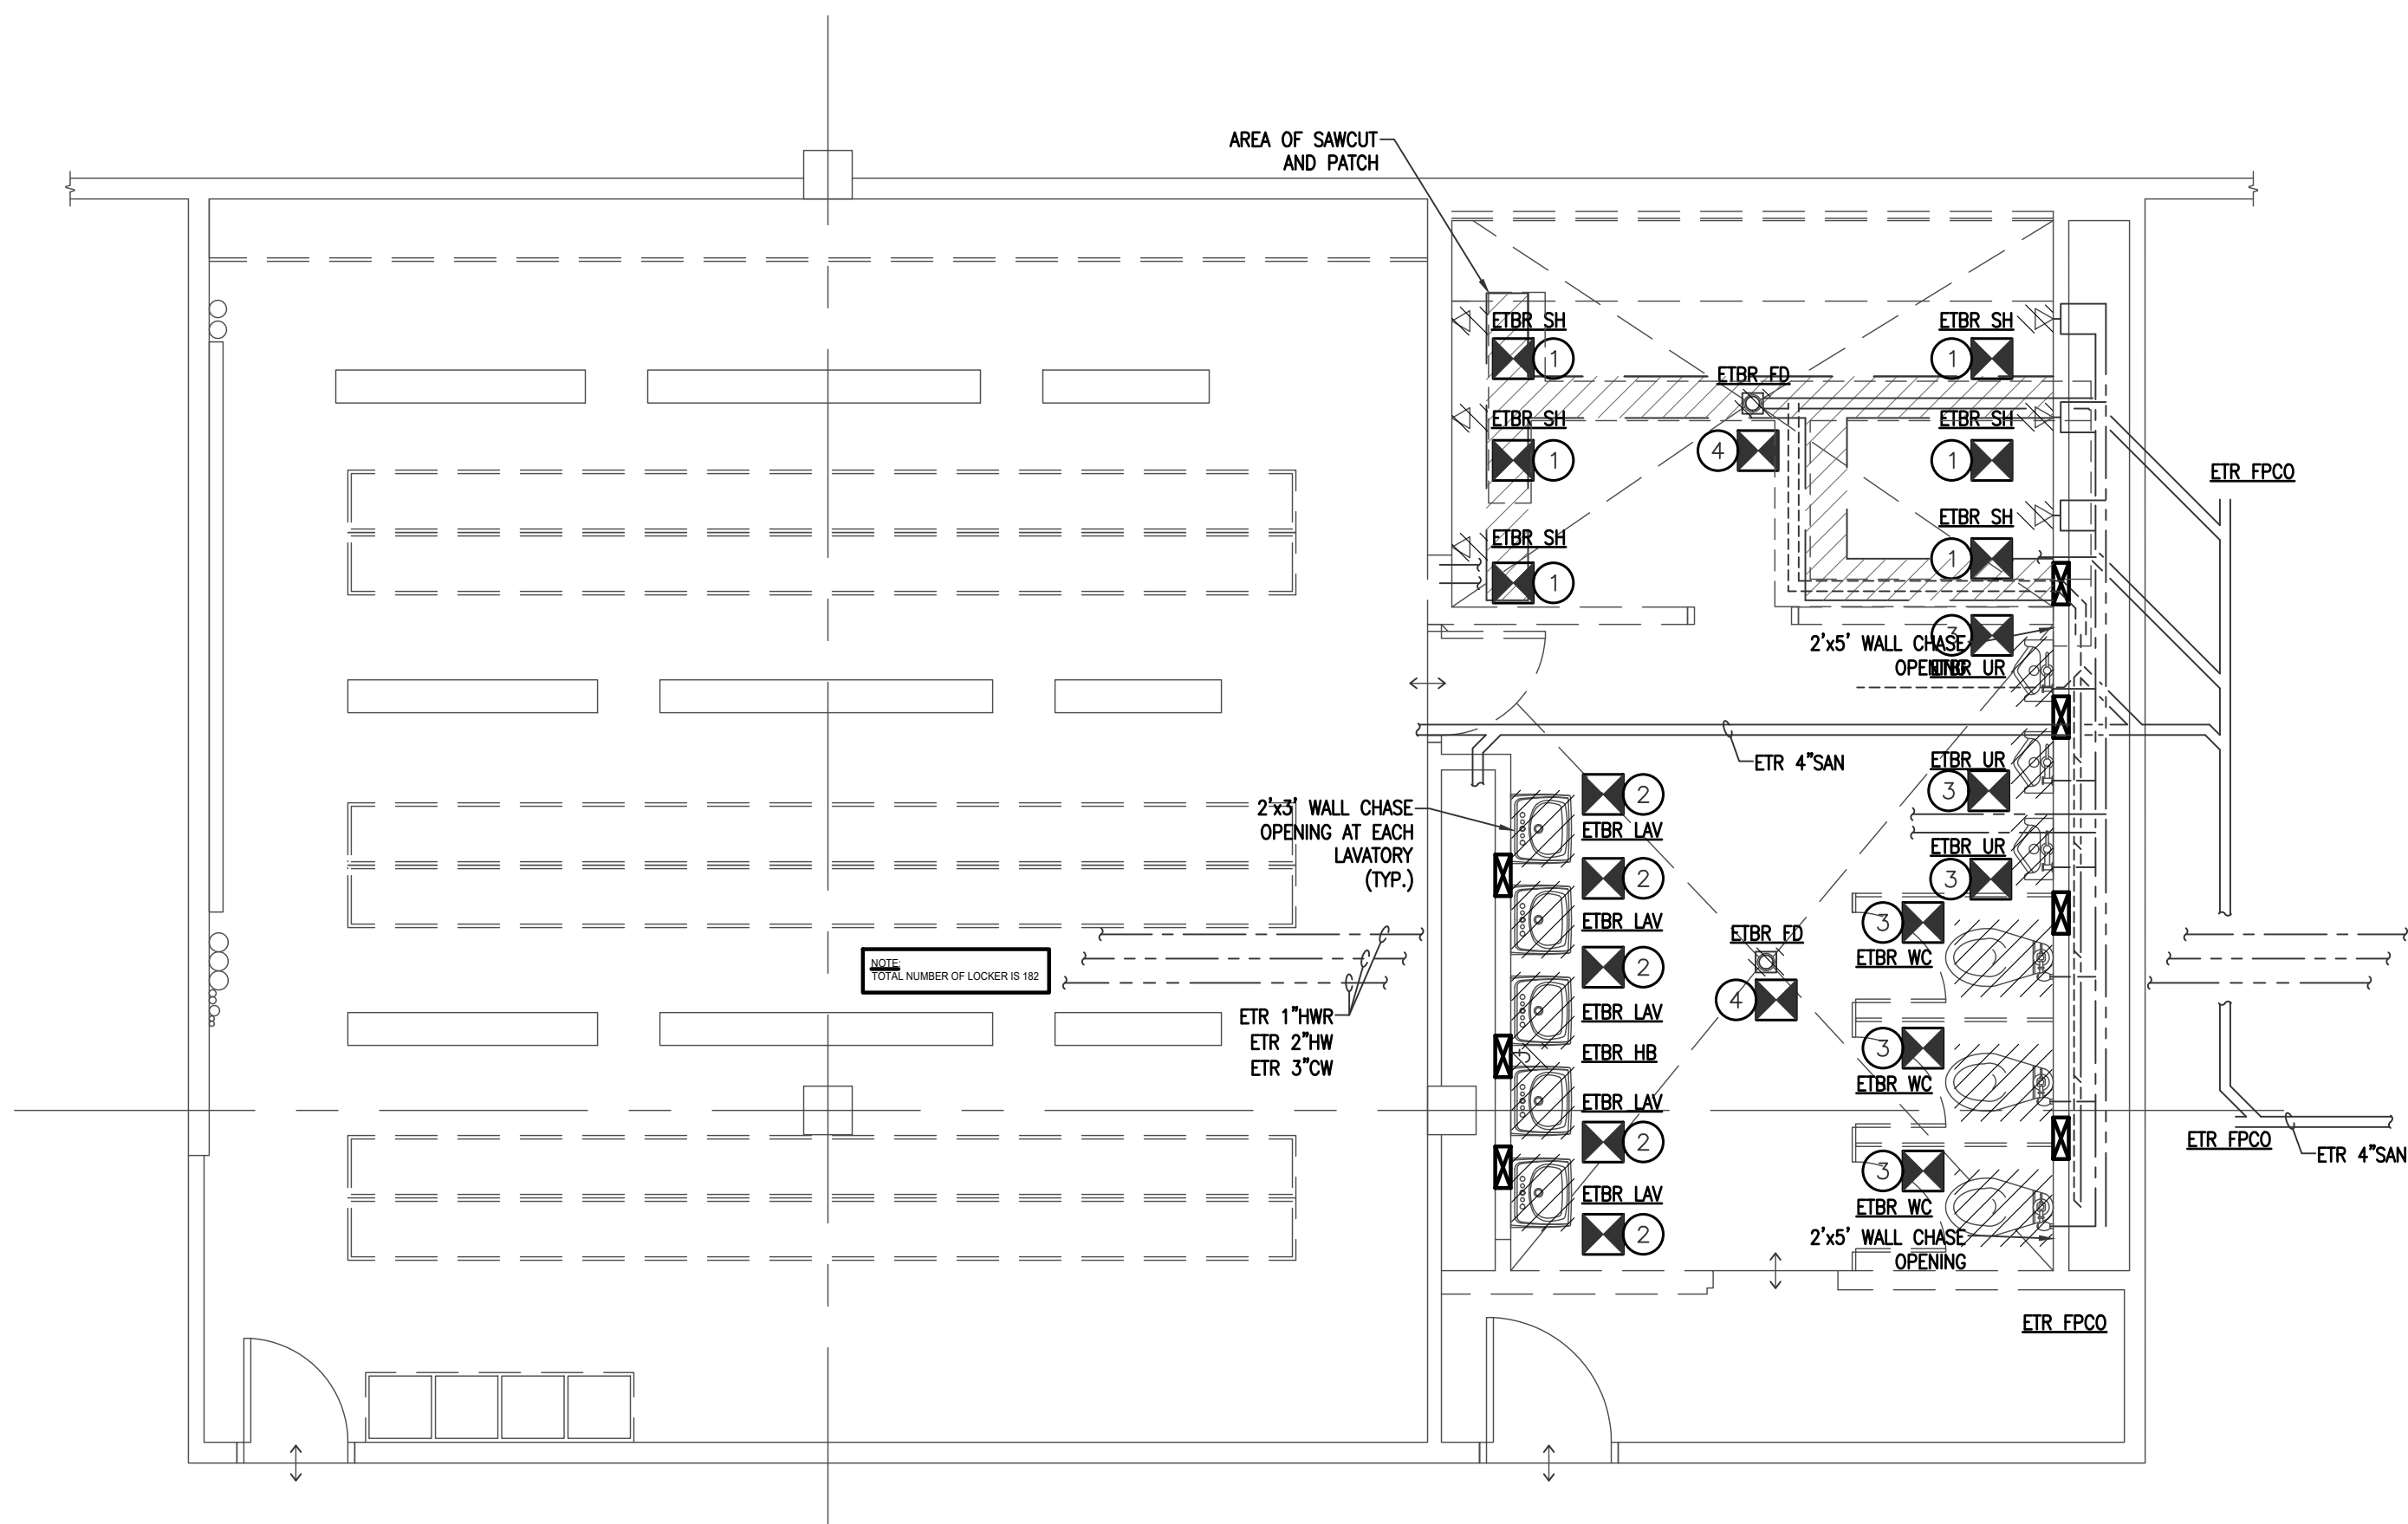 AREA OF SAWCUT
AND PATCH
ETBR SH
ETBR SH
1
1
ETBR FD
ETBR SH
ETBR SH
4
1
1
ETR FPCO
ETBR SH
ETBR SH
1
1
3
2'x5' WALL CHASE
OPENING
ETBR UR
ETR 4"SAN
ETBR UR
3
2
2'x3' WALL CHASE
OPENING AT EACH
LAVATORY
(TYP.)
ETBR LAV
ETBR UR
3
2
ETBR LAV
3
ETBR FD
ETBR WC
2
4
NOTE:
TOTAL NUMBER OF LOCKER IS 182
ETR 1"HWR
ETR 2"HW
ETR 3"CW
ETBR LAV
ETBR HB
3
ETBR WC
ETBR LAV
2
3
ETR FPCO
ETR 4"SAN
ETBR LAV
ETBR WC
2
2'x5' WALL CHASE
OPENING
ETR FPCO